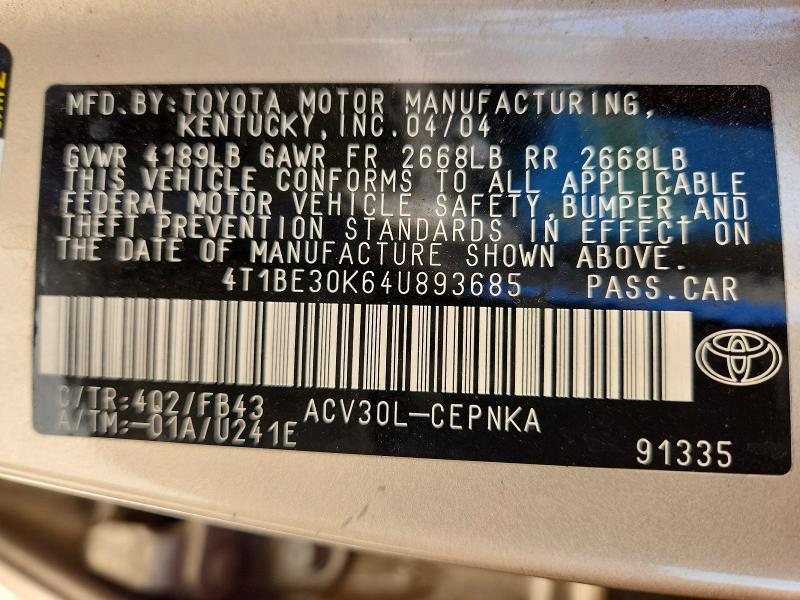 MFD.BY:TOYOTA MOTOR MANUFACTURING,
KENTUCKY,INC.04/04
GVWR 4189LB GAWR FR 2668LB RR 2668LB
THIS VEHICLE CONFORMS TO ALL APPLICABLE
FEDERAL MOTOR VEHICLE SAFETY,BUMPER,AND
THEFT PREVENTION STANDARDS IN EFFECT ON
THE DATE OF MANUFACTURE SHOWN ABOVE.
4T1BE30K64U893685 PASS.CAR
C/TR:4Q2/FB43 ACV30L-CEPNKA
A/TM:-01A/U241E
91335